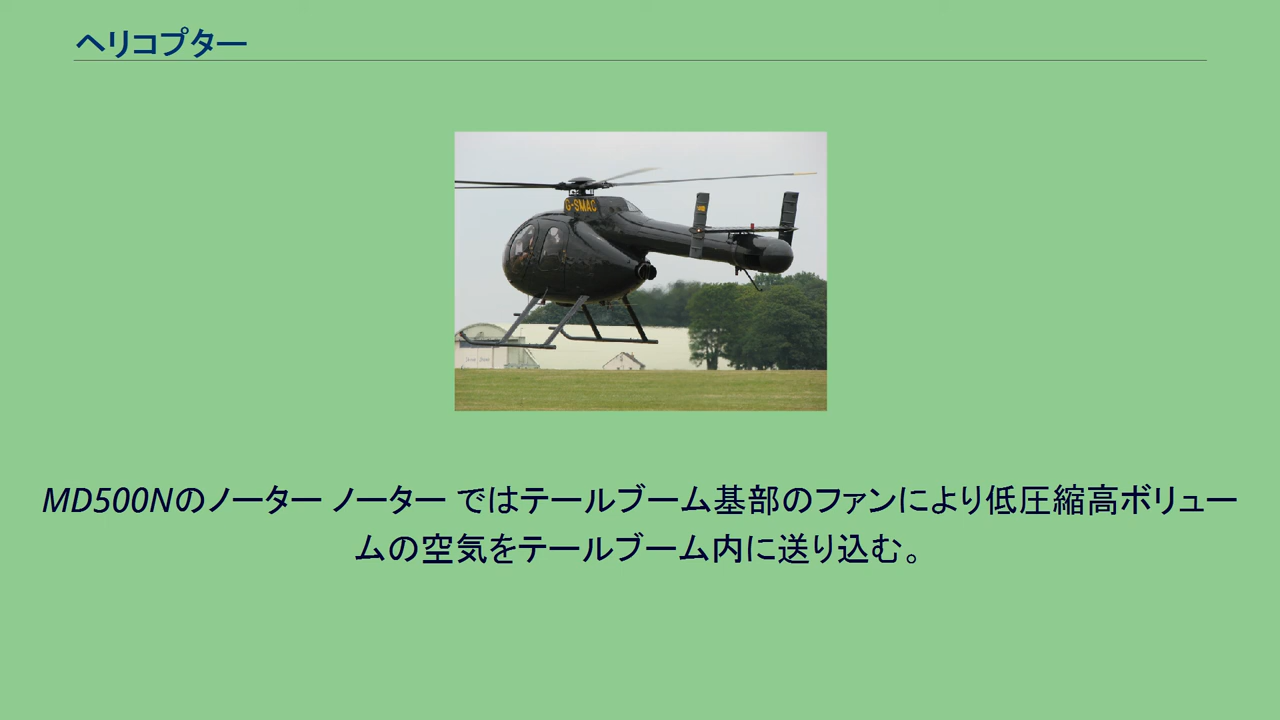 ヘリコプター
G-SMAC
MD500Nのノーター ノーター ではテールブーム基部のファンにより低圧縮高ボリュー
ムの空気をテールブーム内に送り込む。